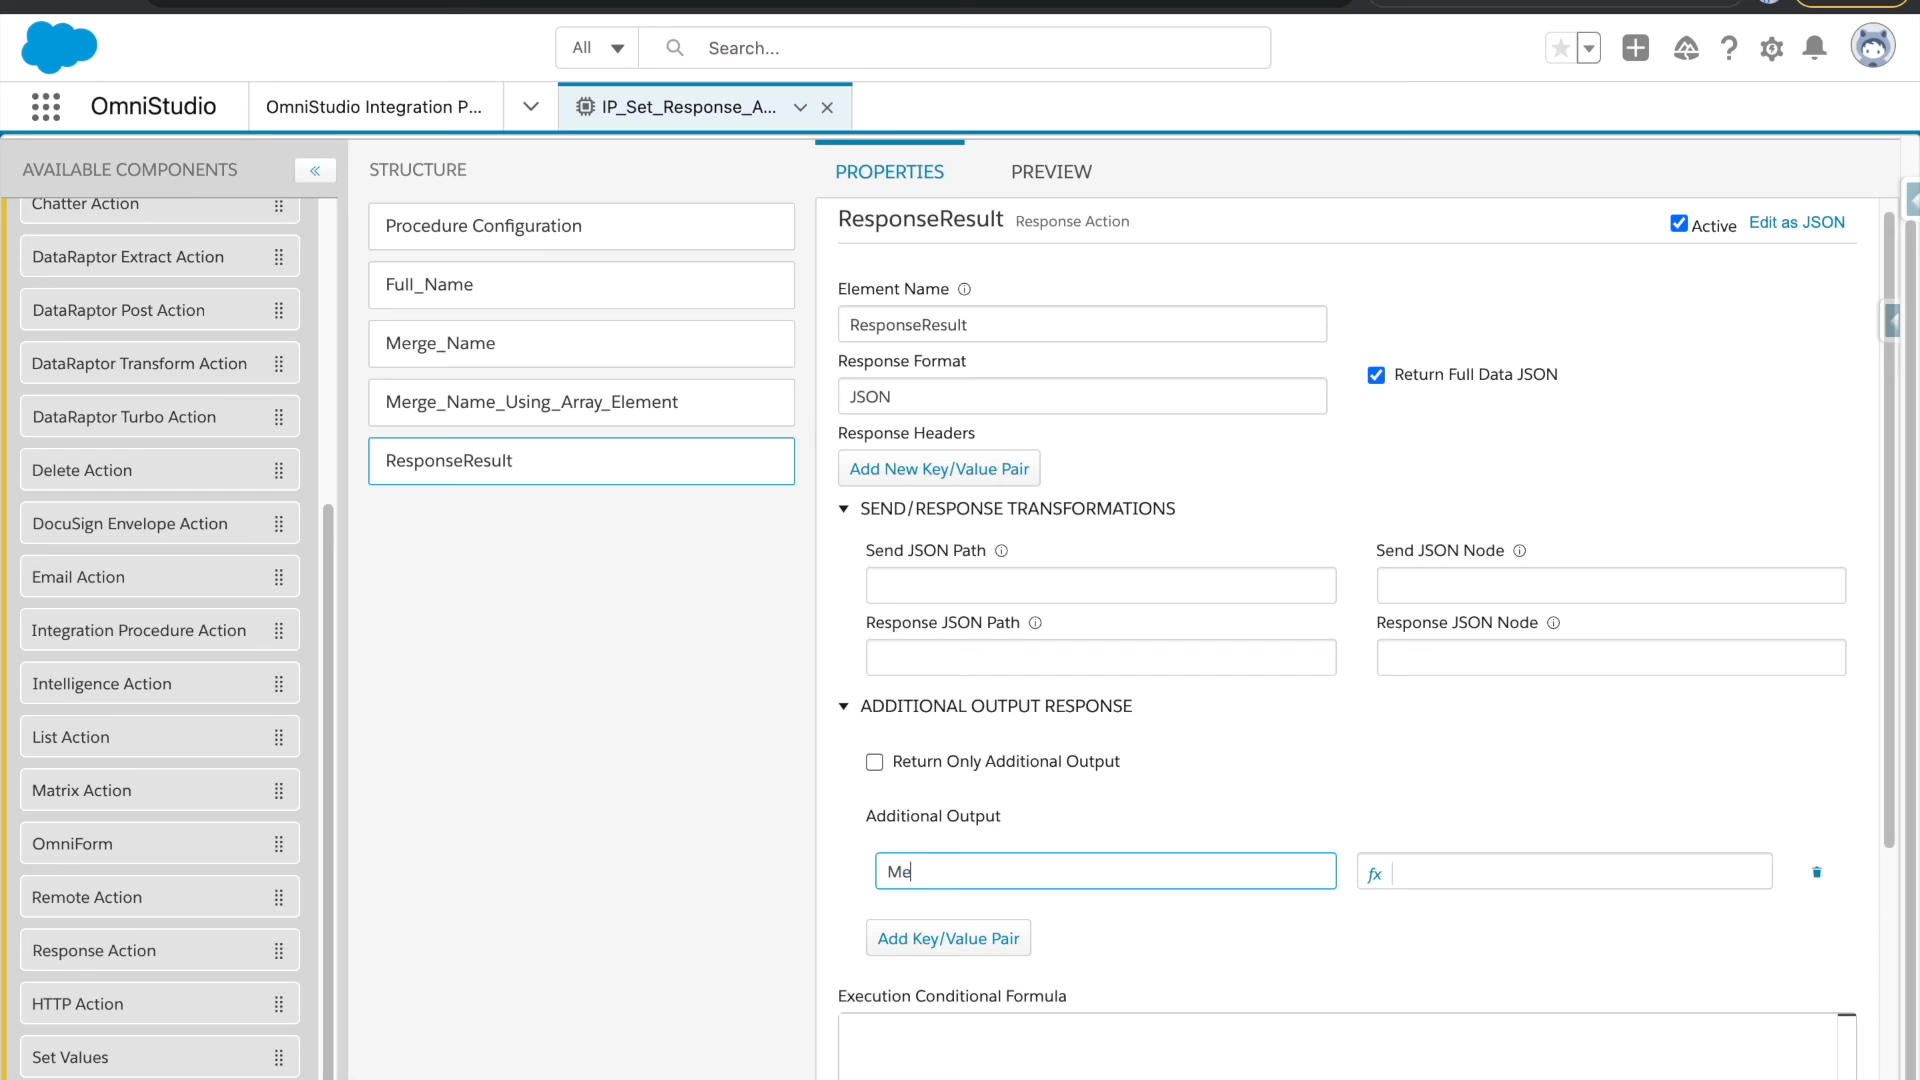 All
Search...
OmniStudio
OmniStudio Integration P...
IP_Set_Response_A...
AVAILABLE COMPONENTS
Chatter Action
DataRaptor Extract Action
DataRaptor Post Action
DataRaptor Transform Action
DataRaptor Turbo Action
Delete Action
DocuSign Envelope Action
Email Action
Integration Procedure Action
Intelligence Action
List Action
Matrix Action
OmniForm
Remote Action
Response Action
HTTP Action
Set Values
STRUCTURE
Procedure Configuration
Full_Name
Merge_Name
Merge_Name_Using_Array_Element
ResponseResult
PROPERTIES
PREVIEW
ResponseResult Response Action
Active Edit as JSON
Element Name
ResponseResult
Response Format
JSON
Return Full Data JSON
Response Headers
Add New Key/Value Pair
SEND/RESPONSE TRANSFORMATIONS
Send JSON Path
Send JSON Node
Response JSON Path
Response JSON Node
ADDITIONAL OUTPUT RESPONSE
Return Only Additional Output
Additional Output
Me
fx
Add Key/Value Pair
Execution Conditional Formula